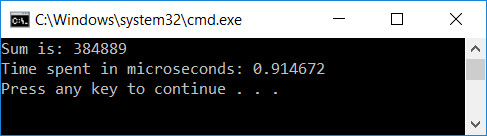 C:\Windows\system32\cmd.exe
Sum is: 384889
Time spent in microseconds: 0.914672
Press any key to continue . . .